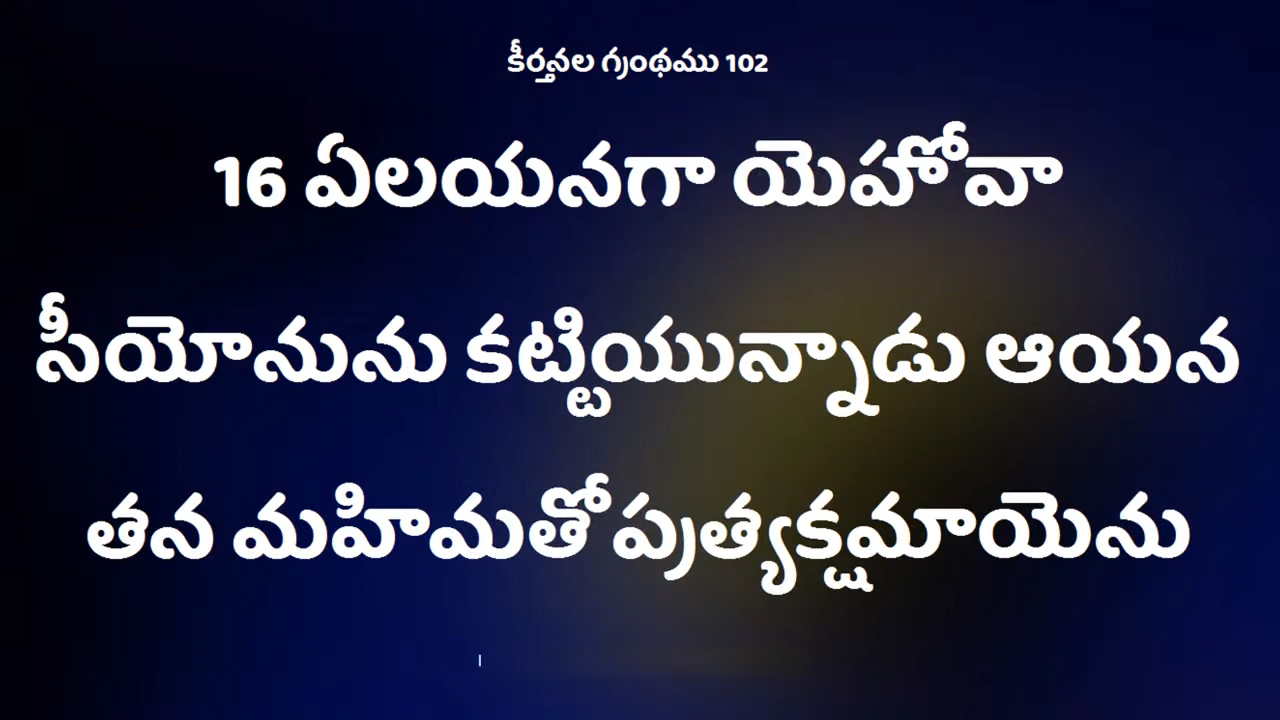 కీర్తనల గ్రంథము 102
16 ఏలయనగా యెహోవా
సీయోనును కట్టియున్నాడు ఆయన
తన మహిమతో ప్రత్యక్షమాయెను